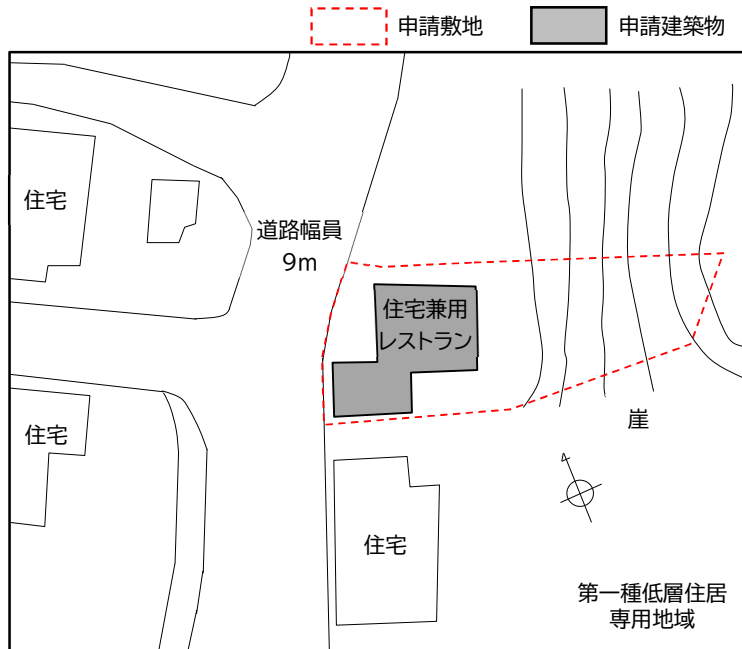 申請敷地
申請建築物
住宅
道路幅員
9m
住宅兼用
レストラン
住宅
崖
4
住宅
第一種低層住居
専用地域